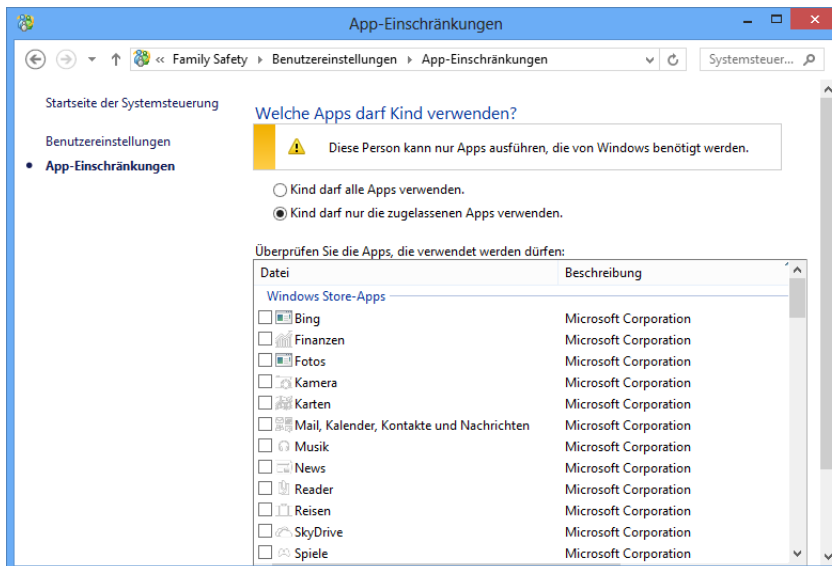 App-Einschränkungen
« Family Safety ▸ Benutzereinstellungen ▸ App-Einschränkungen
Systemsteuer...
Startseite der Systemsteuerung
Benutzereinstellungen
• App-Einschränkungen
Welche Apps darf Kind verwenden?
Diese Person kann nur Apps ausführen, die von Windows benötigt werden.
Kind darf alle Apps verwenden.
Kind darf nur die zugelassenen Apps verwenden.
Überprüfen Sie die Apps, die verwendet werden dürfen:
Datei Beschreibung
Windows Store-Apps
Bing Microsoft Corporation
Finanzen Microsoft Corporation
Fotos Microsoft Corporation
Kamera Microsoft Corporation
Karten Microsoft Corporation
Mail, Kalender, Kontakte und Nachrichten Microsoft Corporation
Musik Microsoft Corporation
News Microsoft Corporation
Reader Microsoft Corporation
Reisen Microsoft Corporation
SkyDrive Microsoft Corporation
Spiele Microsoft Corporation